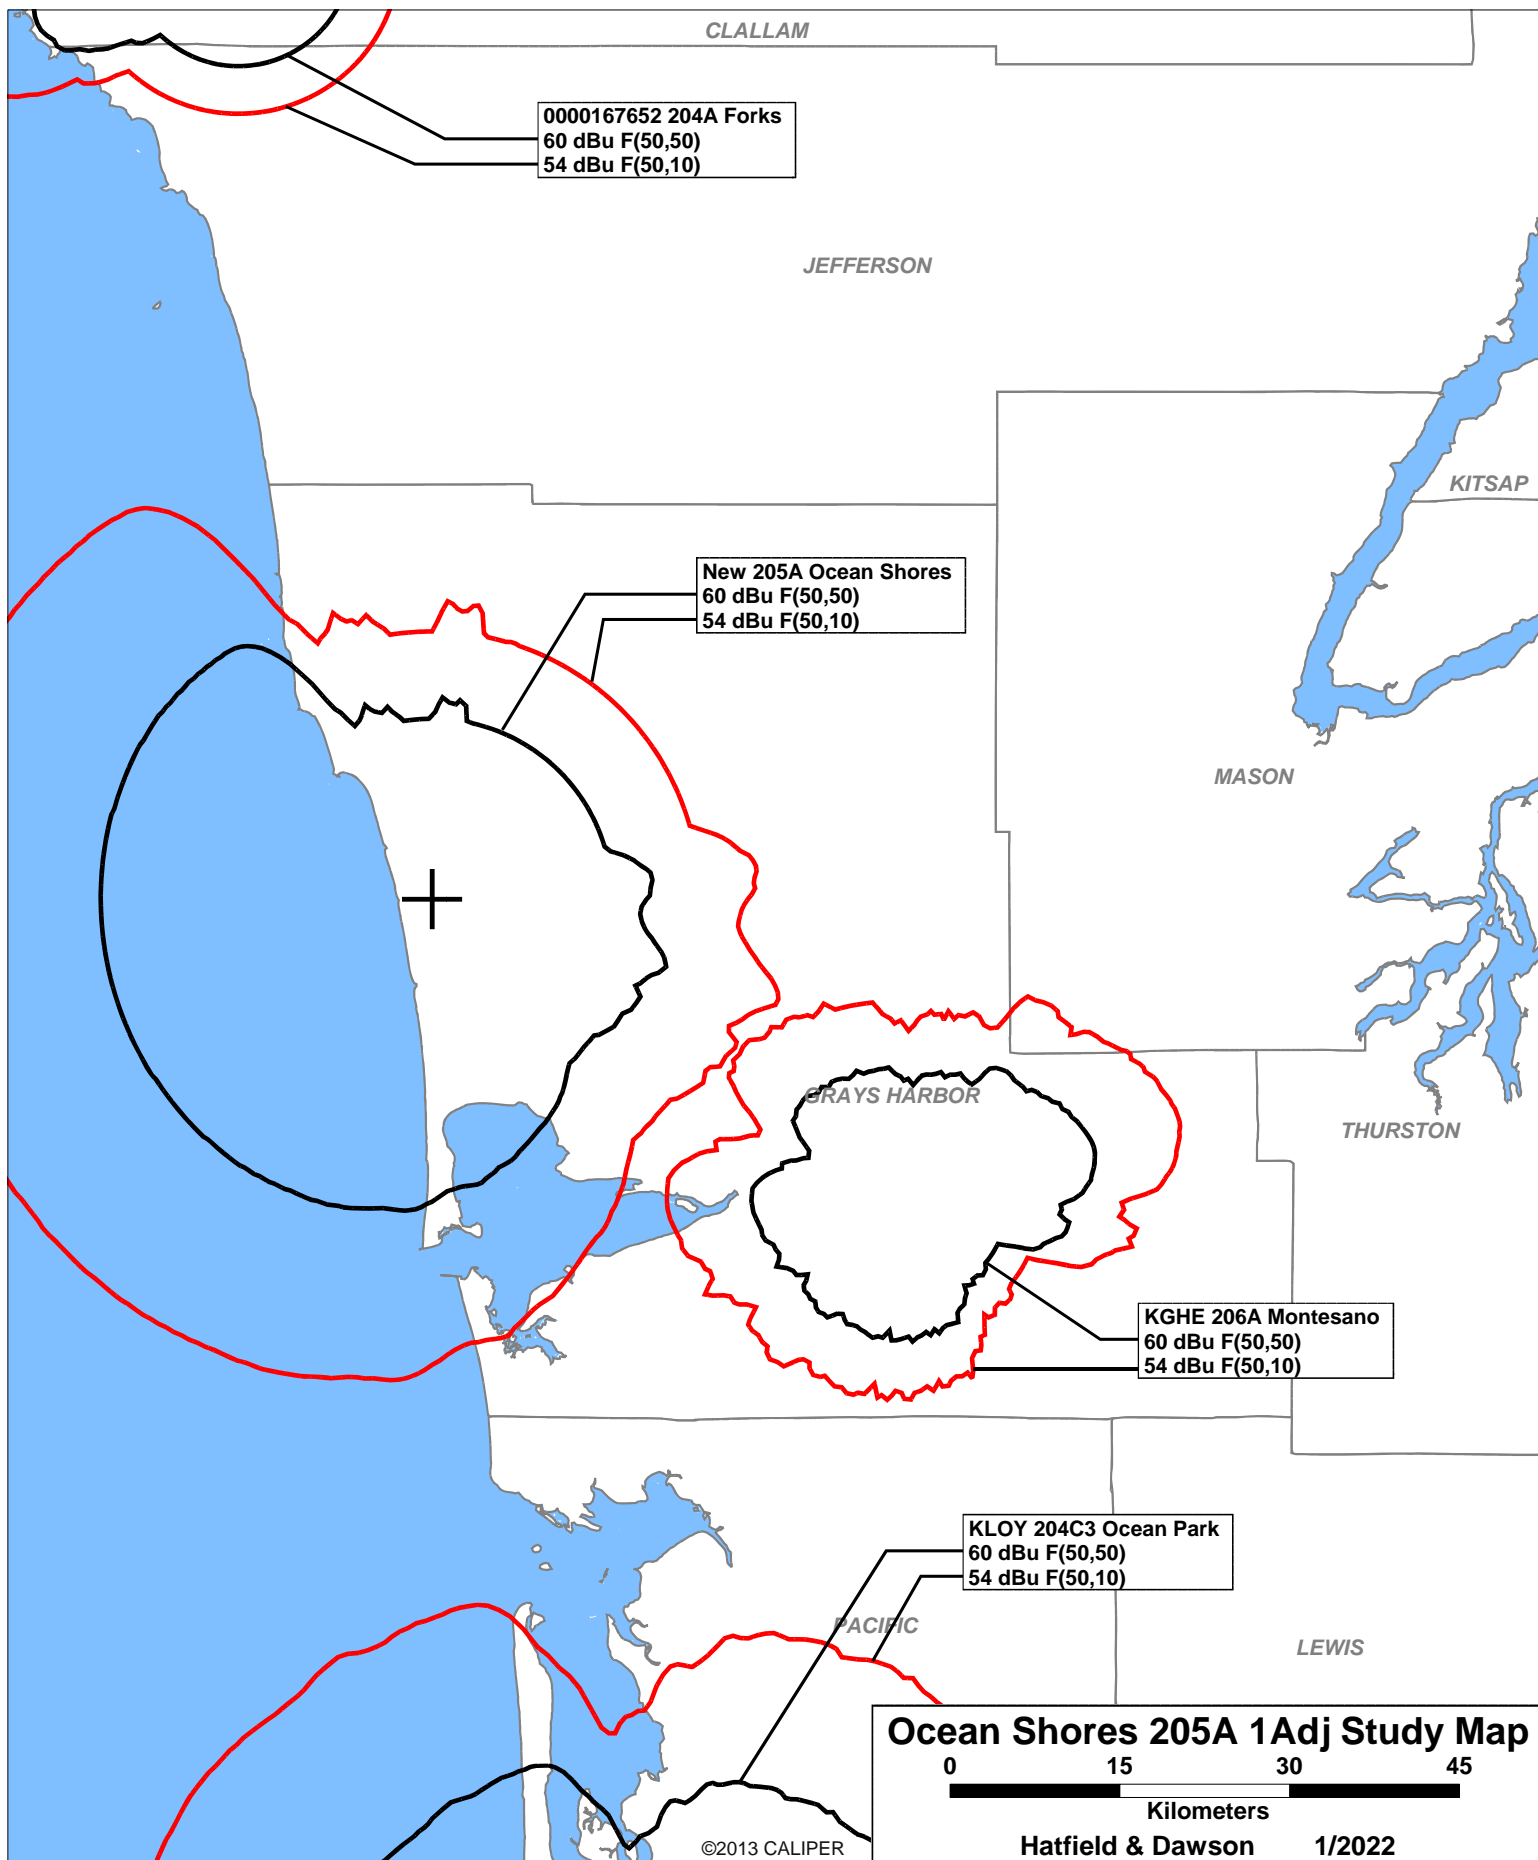 CLALLAM
0000167652 204A Forks
60 dBu F(50,50)
54 dBu F(50,10)
JEFFERSON
KITSAP
New 205A Ocean Shores
60 dBu F(50,50)
54 dBu F(50,10)
MASON
GRAYS HARBOR
THURSTON
KGHE 206A Montesano
60 dBu F(50,50)
54 dBu F(50,10)
KLOY 204C3 Ocean Park
60 dBu F(50,50)
54 dBu F(50,10)
PACIFIC
LEWIS
Ocean Shores 205A 1Adj Study Map
0 15 30 45
Kilometers
Hatfield & Dawson 1/2022
©2013 CALIPER